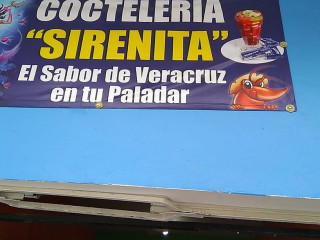 COCTELERIA
"SIRENITA"
El Sabor de Veracruz
en tu Paladar